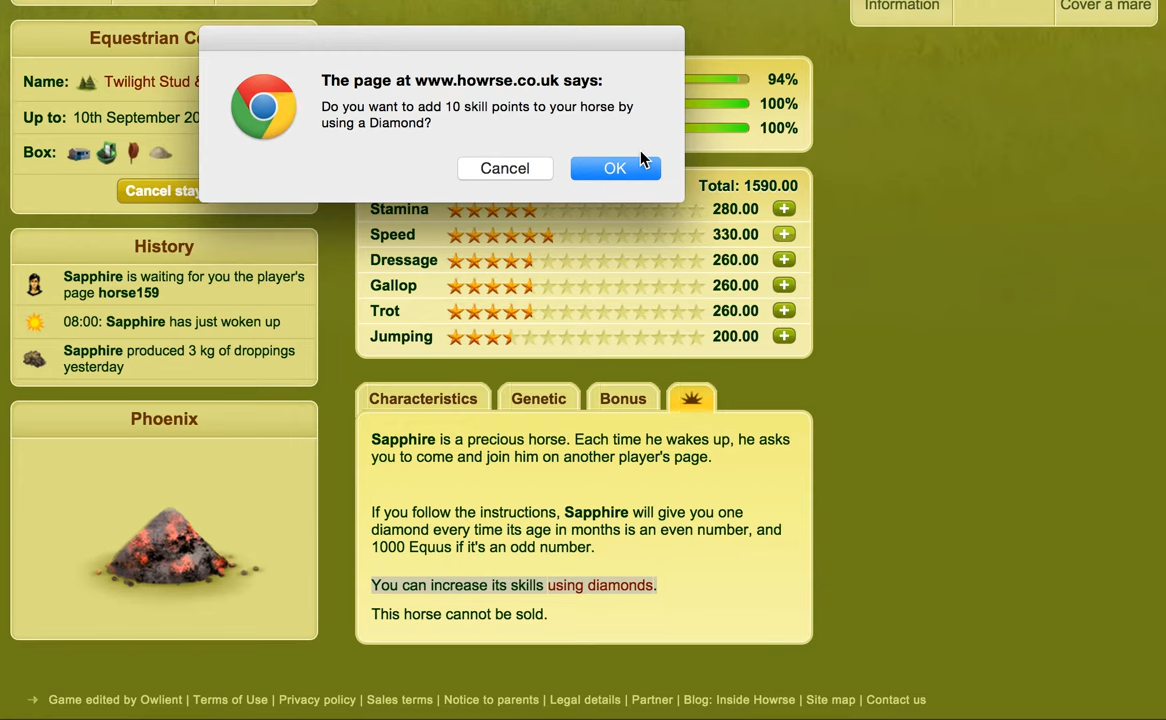 Information
Cover a mare
Equestrian C
The page at www.howrse.co.uk says:
Do you want to add 10 skill points to your horse by
using a Diamond?
Cancel
OK
Name: Twilight Stud &
Up to: 10th September 20
Box:
Cancel stay
94%
100%
100%
Total: 1590.00
Stamina 280.00 +
Speed 330.00 +
Dressage 260.00 +
Gallop 260.00 +
Trot 260.00 +
Jumping 200.00 +
History
Sapphire is waiting for you the player's
page horse159
08:00: Sapphire has just woken up
Sapphire produced 3 kg of droppings
yesterday
Phoenix
Characteristics Genetic Bonus
Sapphire is a precious horse. Each time he wakes up, he asks
you to come and join him on another player's page.
If you follow the instructions, Sapphire will give you one
diamond every time its age in months is an even number, and
1000 Equus if it's an odd number.
You can increase its skills using diamonds.
This horse cannot be sold.
Game edited by Owlient | Terms of Use | Privacy policy | Sales terms | Notice to parents | Legal details | Partner | Blog: Inside Howrse | Site map | Contact us